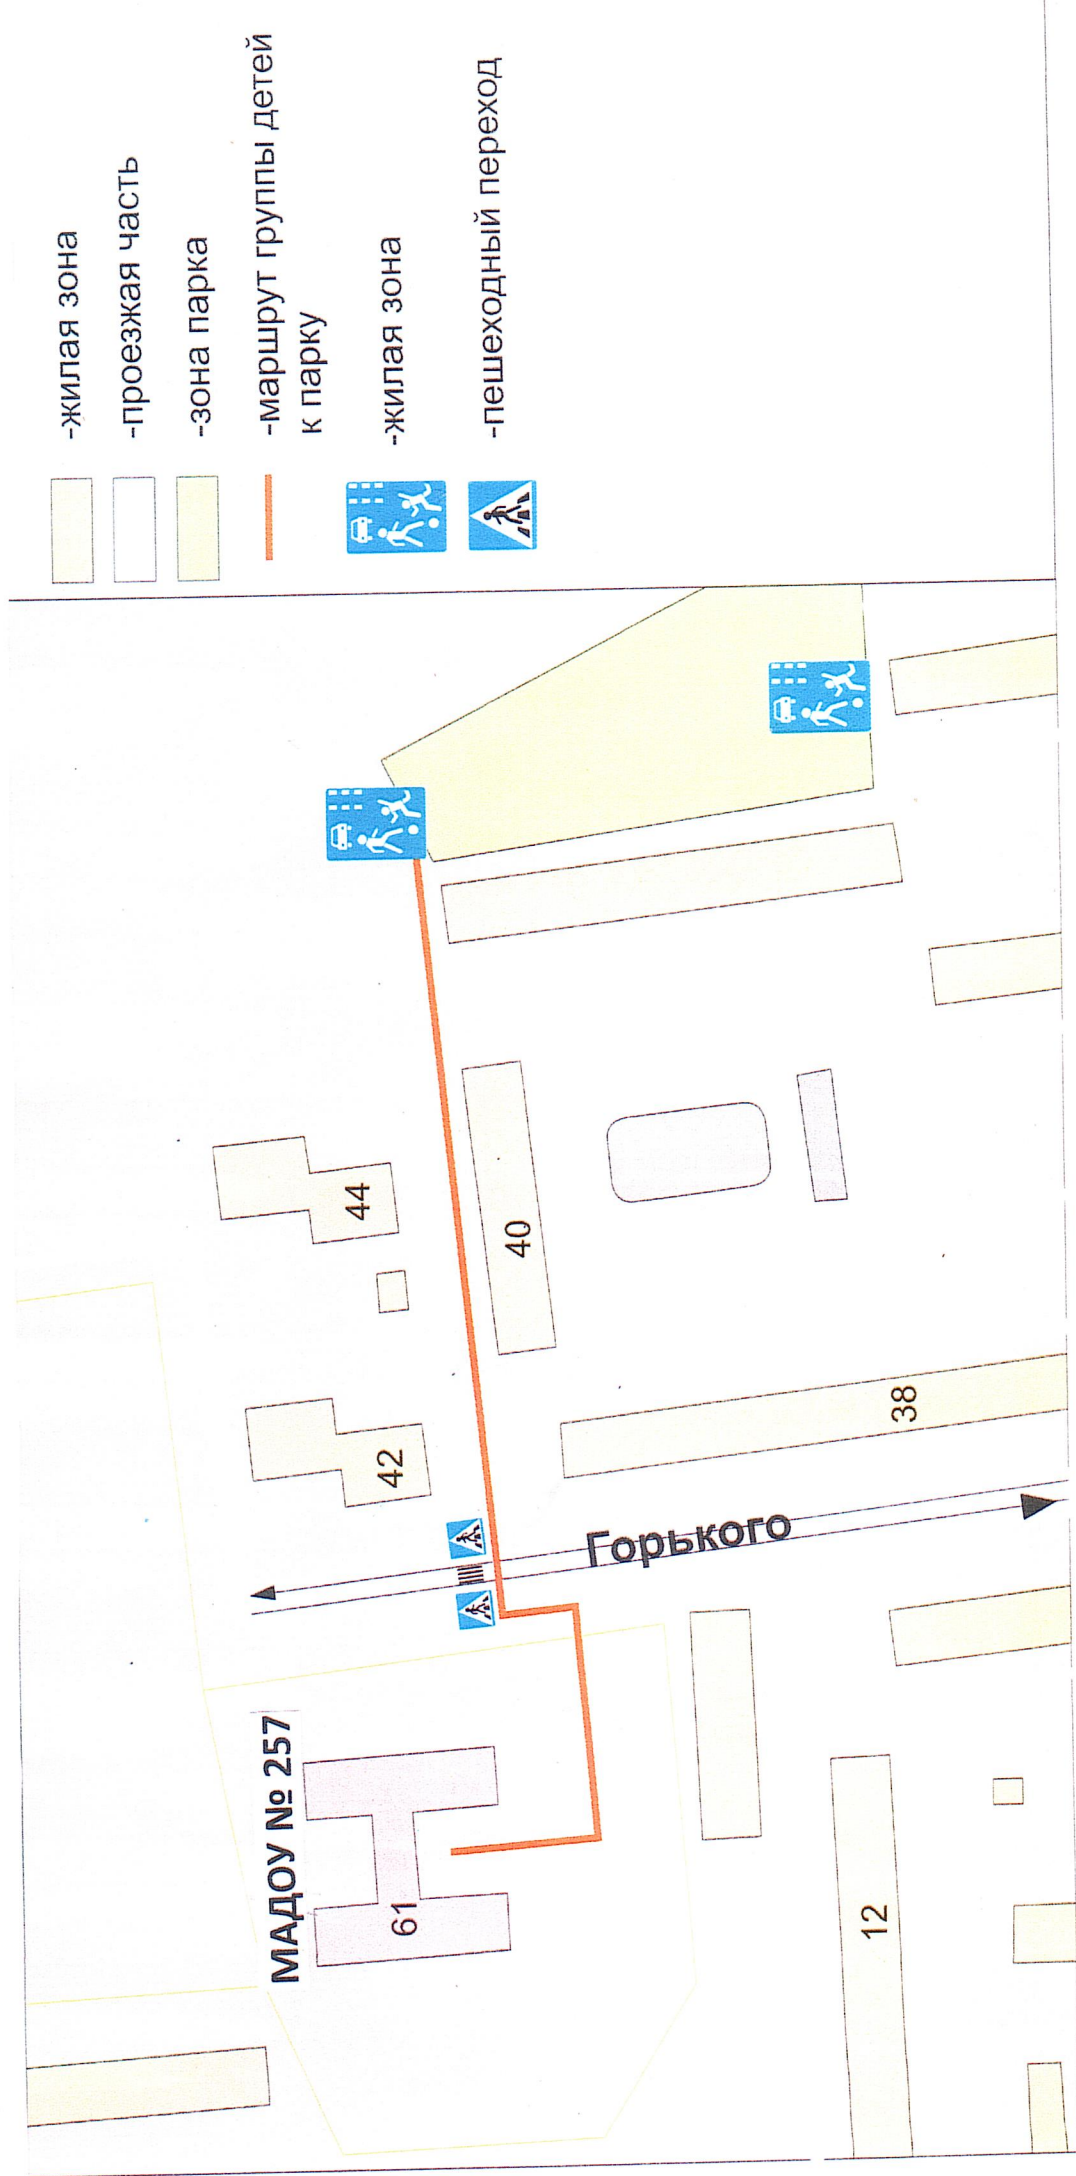 МАДОУ № 257
61
42
44
40
Горького
38
12
-жилая зона
-проезжая часть
-зона парка
-маршрут группы детей
к парку
-жилая зона
-пешеходный переход